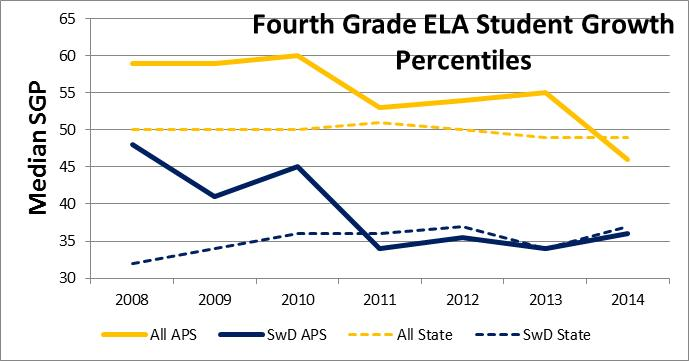 Fourth Grade ELA Student Growth
Percentiles
65
60
55
50
45
40
35
30
Median SGP
2008 2009 2010 2011 2012 2013 2014
All APS SwD APS All State SwD State